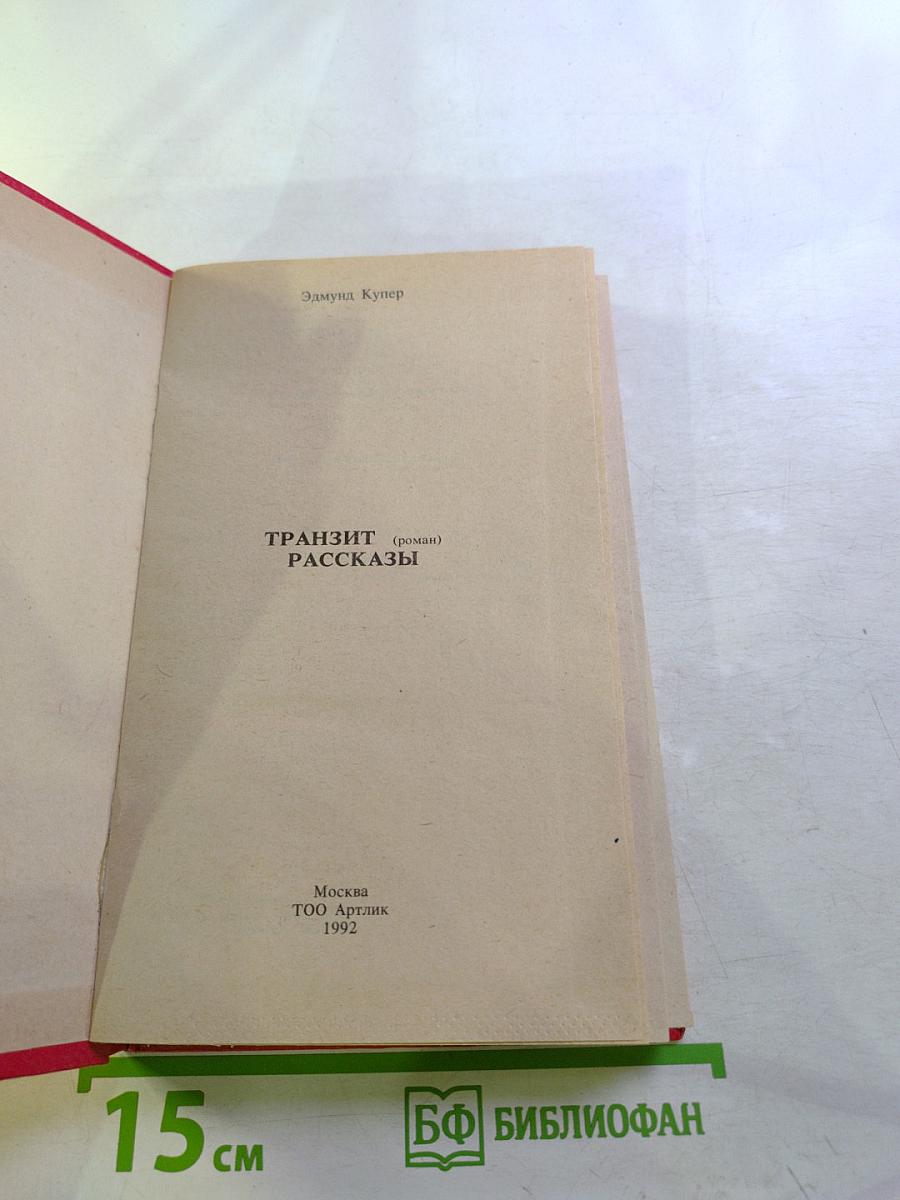 Эдмунд Купер
ТРАНЗИТ (роман)
РАССКАЗЫ
Москва
ТОО Артлик
1992
15 см
БФ БИБЛИОФАН